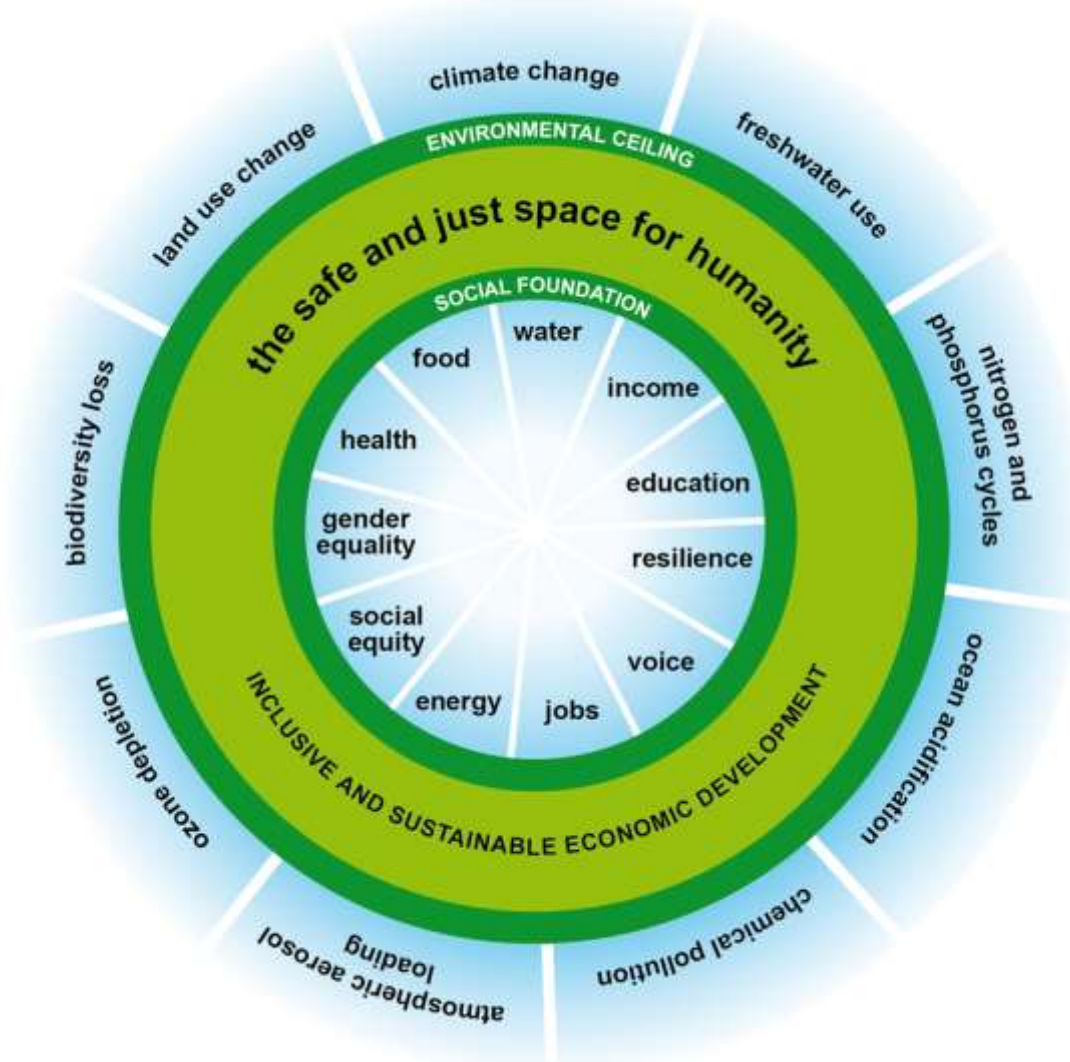 climate change
freshwater use
nitrogen and
phosphorus cycles
ocean acidification
chemical pollution
atmospheric aerosol
loading
ozone depletion
biodiversity loss
land use change
ENVIRONMENTAL CEILING
the safe and just space for humanity
SOCIAL FOUNDATION
water
income
education
resilience
voice
jobs
energy
social
equity
gender
equality
health
food
INCLUSIVE AND SUSTAINABLE ECONOMIC DEVELOPMENT